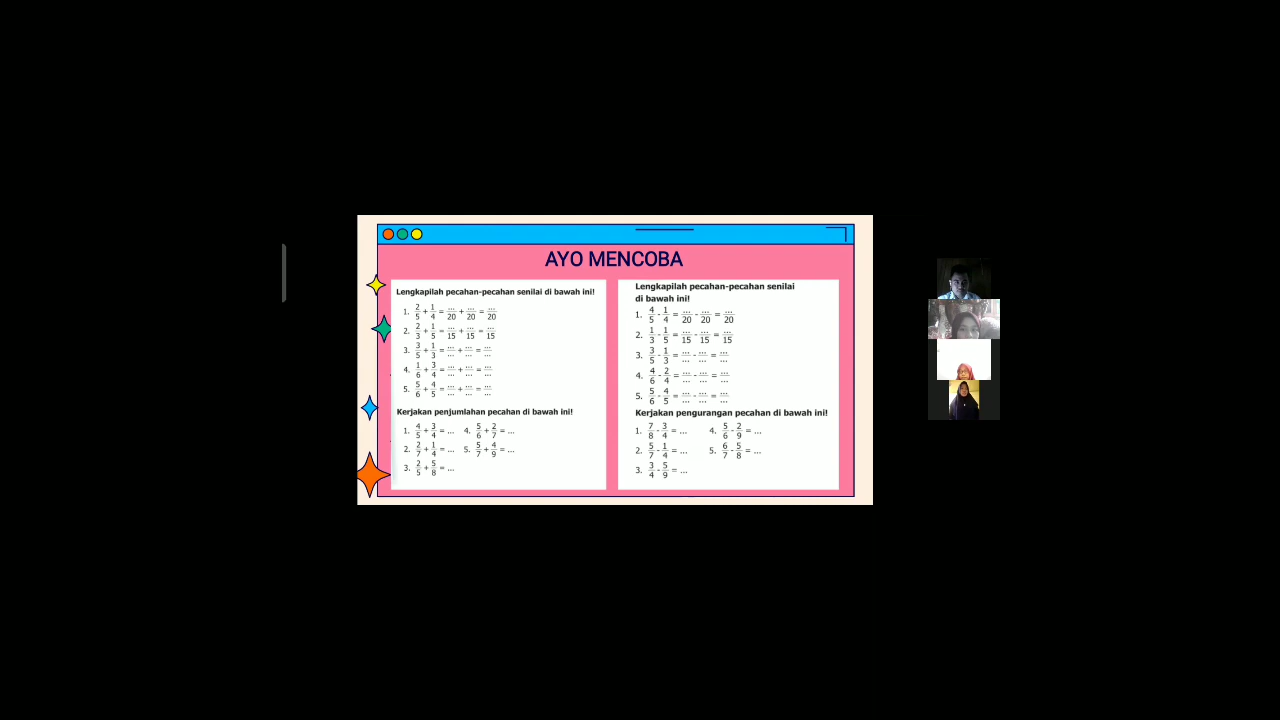 AYO MENCOBA
Lengkapilah pecahan-pecahan senilai di bawah ini!
1. 2/5 + 1/4 = .../20 + .../20 = .../20
2. 2/3 + 1/5 = .../15 + .../15 = .../15
3. 3/5 + 1/3 = .../... + .../... = .../...
4. 1/6 + 3/4 = .../... + .../... = .../...
5. 5/6 + 4/5 = .../... + .../... = .../...
Kerjakan penjumlahan pecahan di bawah ini!
1. 4/5 + 3/4 = ... 4. 5/6 + 2/7 = ...
2. 2/7 + 1/4 = ... 5. 5/7 + 4/9 = ...
3. 2/5 + 5/8 = ...
Lengkapilah pecahan-pecahan senilai
di bawah ini!
1. 4/5 - 1/4 = .../20 - .../20 = .../20
2. 1/3 - 1/5 = .../15 - .../15 = .../15
3. 3/5 - 1/3 = .../... - .../... = .../...
4. 4/6 - 2/4 = .../... - .../... = .../...
5. 5/6 - 4/5 = .../... - .../... = .../...
Kerjakan pengurangan pecahan di bawah ini!
1. 7/8 - 3/4 = ... 4. 5/6 - 2/9 = ...
2. 5/7 - 1/4 = ... 5. 6/7 - 5/8 = ...
3. 3/4 - 5/9 = ...